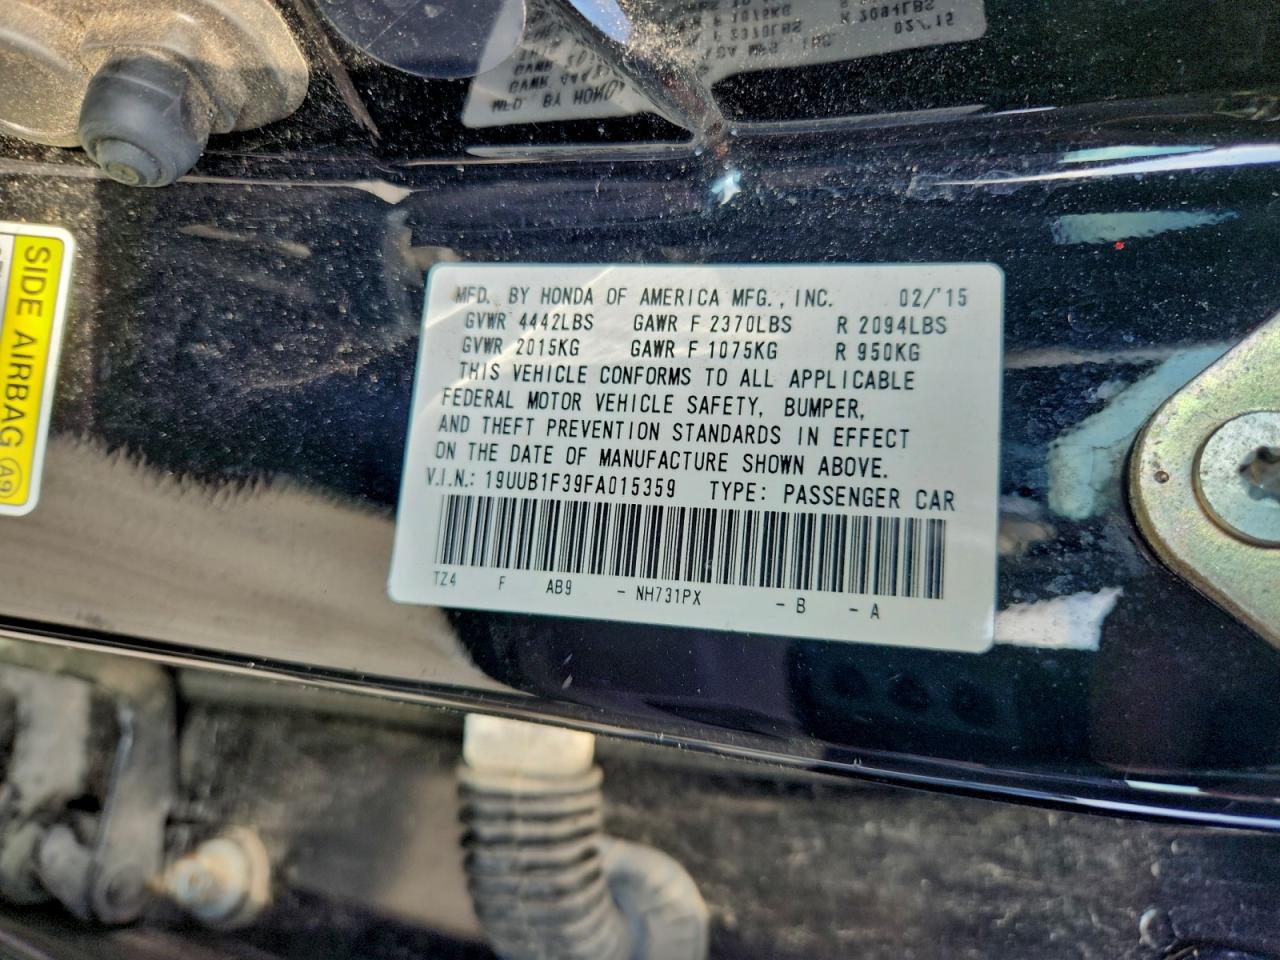 MFD. BY HONDA OF AMERICA MFG., INC. 02/'15
GVWR 4442LBS GAWR F 2370LBS R 2094LBS
GVWR 2015KG GAWR F 1075KG R 950KG
THIS VEHICLE CONFORMS TO ALL APPLICABLE
FEDERAL MOTOR VEHICLE SAFETY, BUMPER,
AND THEFT PREVENTION STANDARDS IN EFFECT
ON THE DATE OF MANUFACTURE SHOWN ABOVE.
V.I.N.: 19UUB1F39FA015359 TYPE: PASSENGER CAR
TZ4 F AB9 - NH731PX - B - A
SIDE AIRBAG A9